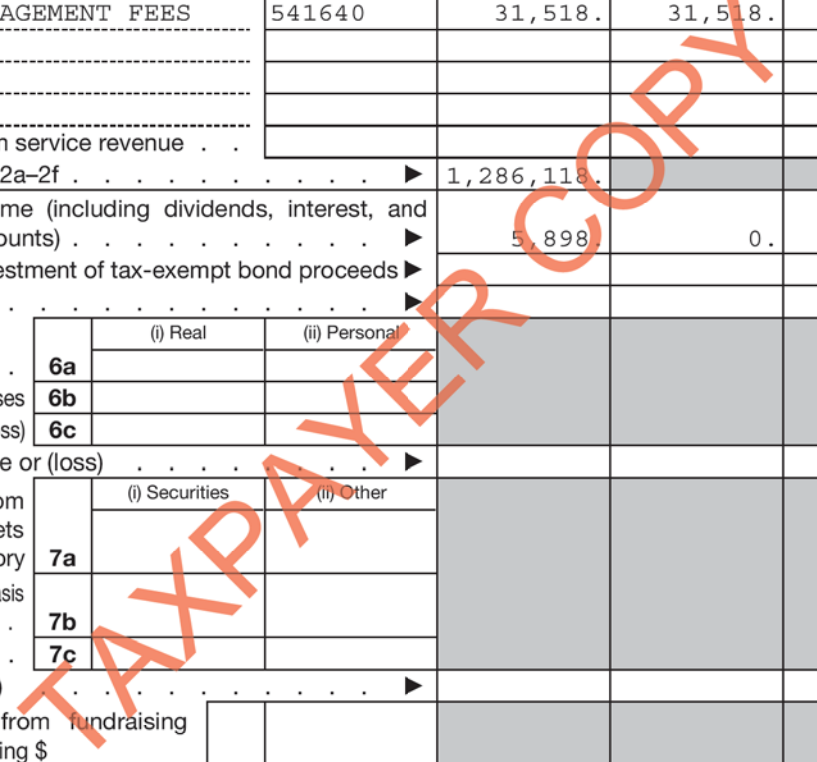 AGEMENT FEES 541640 31,518. 31,518.
service revenue . .
2a–2f . . . . . . . . . . ▶ 1,286,118.
me (including dividends, interest, and
ounts) . . . . . . . . . . ▶ 5,898. 0.
estment of tax-exempt bond proceeds ▶
. . . . . . . . . . . . ▶
(i) Real (ii) Personal
. 6a
ses 6b
ss) 6c
e or (loss) . . . . . . . . ▶
(i) Securities (ii) Other
om
ets
ory 7a
asis
. 7b
. 7c
) . . . . . . . . . . . ▶
from fundraising
ing $
TAXPAYER COPY